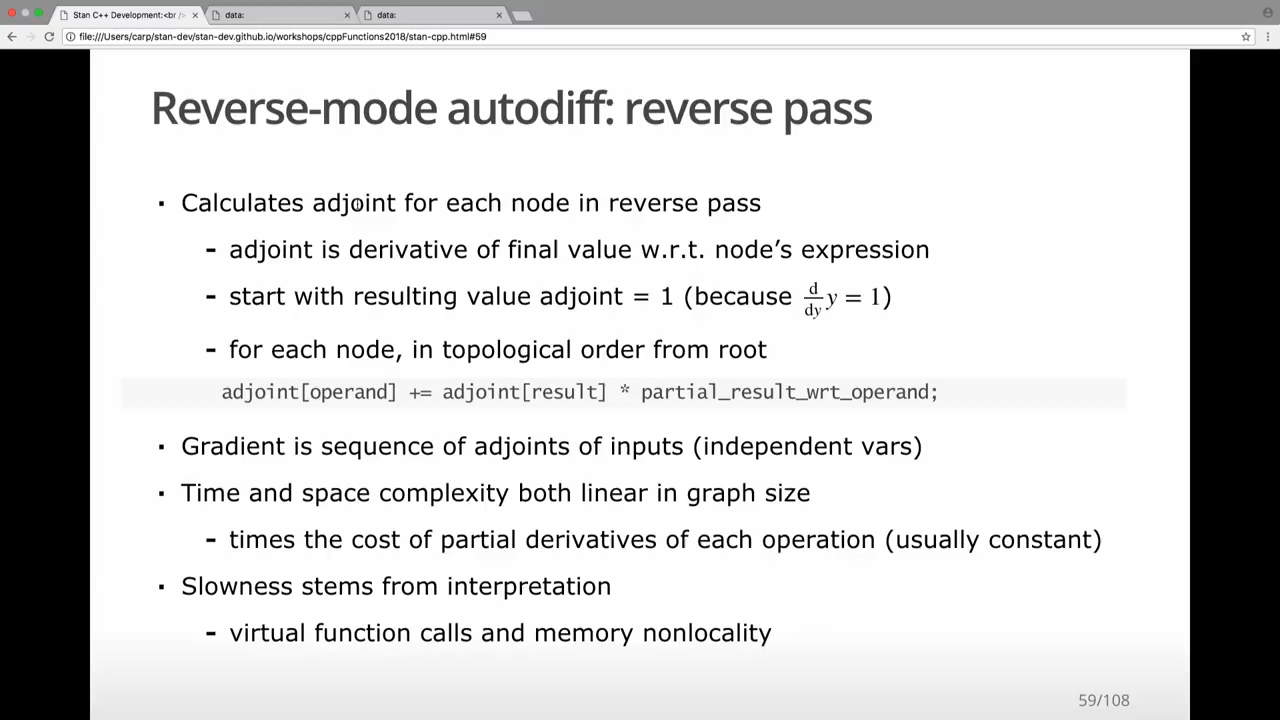 Stan C++ Development:<br />
data:
data:
file:///Users/carp/stan-dev/stan-dev.github.io/workshops/cppFunctions2018/stan-cpp.html#59
Reverse-mode autodiff: reverse pass
▪ Calculates adjoint for each node in reverse pass
- adjoint is derivative of final value w.r.t. node’s expression
- start with resulting value adjoint = 1 (because d/dy y = 1)
- for each node, in topological order from root
adjoint[operand] += adjoint[result] * partial_result_wrt_operand;
▪ Gradient is sequence of adjoints of inputs (independent vars)
▪ Time and space complexity both linear in graph size
- times the cost of partial derivatives of each operation (usually constant)
▪ Slowness stems from interpretation
- virtual function calls and memory nonlocality
59/108